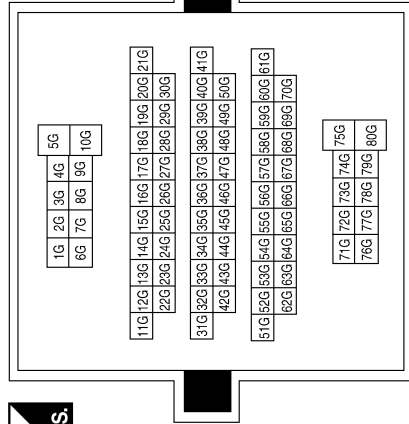 1G 2G 3G 4G 5G
6G 7G 8G 9G 10G
11G 12G 13G 14G 15G 16G 17G 18G 19G 20G 21G
22G 23G 24G 25G 26G 27G 28G 29G 30G
31G 32G 33G 34G 35G 36G 37G 38G 39G 40G 41G
42G 43G 44G 45G 46G 47G 48G 49G 50G
51G 52G 53G 54G 55G 56G 57G 58G 59G 60G 61G
62G 63G 64G 65G 66G 67G 68G 69G 70G
71G 72G 73G 74G 75G
76G 77G 78G 79G 80G
S.